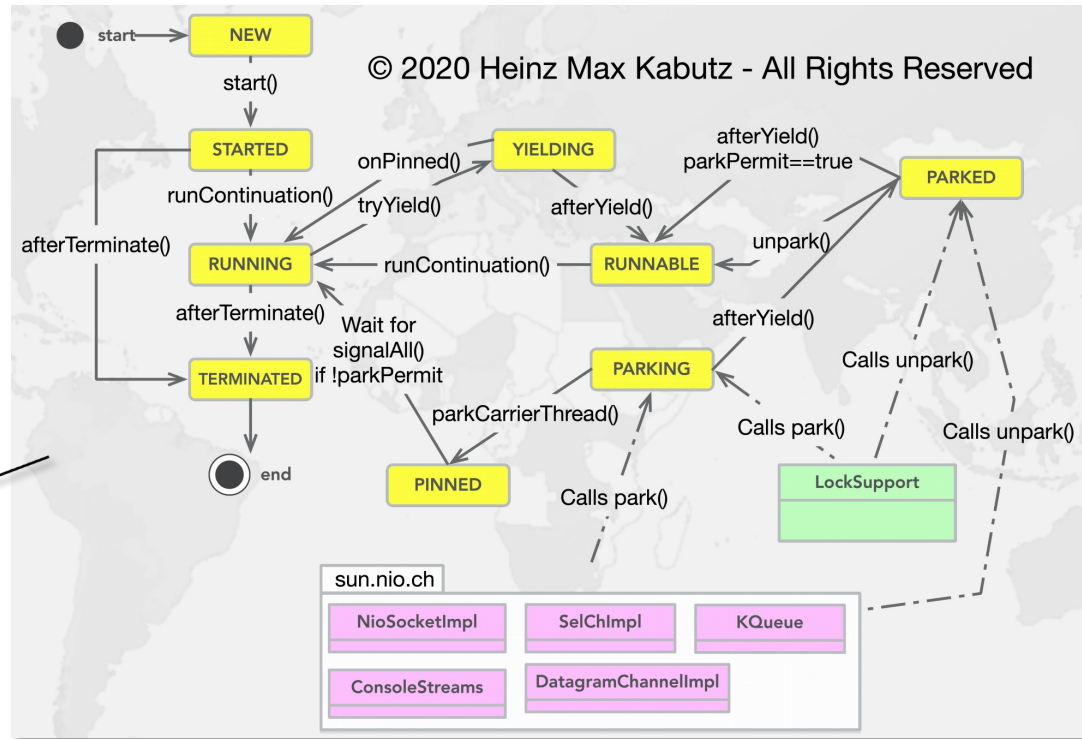 start
NEW
© 2020 Heinz Max Kabutz - All Rights Reserved
start()
STARTED
onPinned()
YIELDING
afterYield()
parkPermit==true
PARKED
runContinuation()
tryYield()
afterYield()
afterTerminate()
unpark()
RUNNING
runContinuation()
RUNNABLE
afterTerminate()
Wait for
signalAll()
if !parkPermit
afterYield()
TERMINATED
PARKING
Calls unpark()
parkCarrierThread()
Calls park()
Calls unpark()
end
PINNED
Calls park()
LockSupport
sun.nio.ch
NioSocketImpl
SelChImpl
KQueue
ConsoleStreams
DatagramChannelImpl